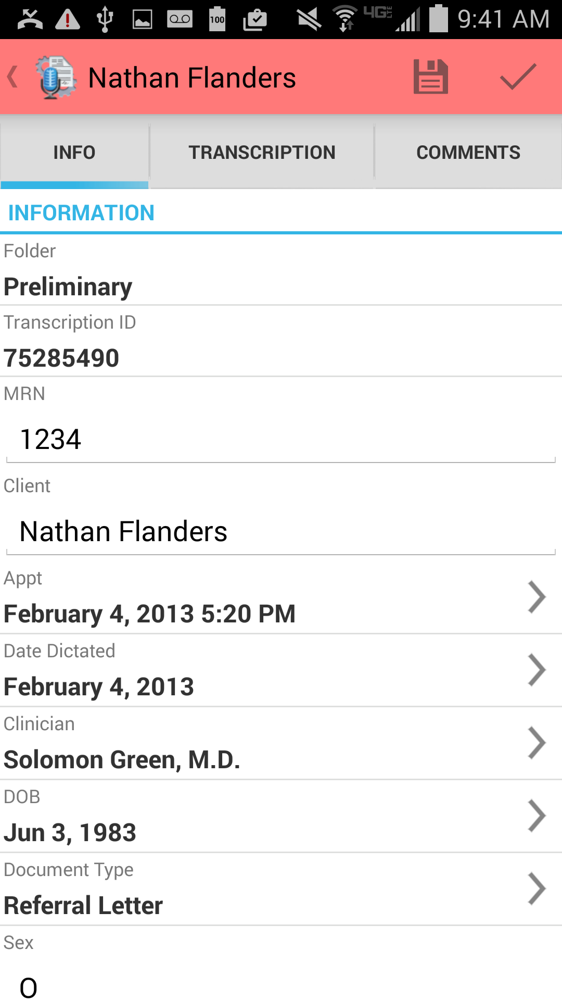 100 4G LTE 9:41 AM
Nathan Flanders
INFO TRANSCRIPTION COMMENTS
INFORMATION
Folder
Preliminary
Transcription ID
75285490
MRN
1234
Client
Nathan Flanders
Appt
February 4, 2013 5:20 PM
Date Dictated
February 4, 2013
Clinician
Solomon Green, M.D.
DOB
Jun 3, 1983
Document Type
Referral Letter
Sex
O